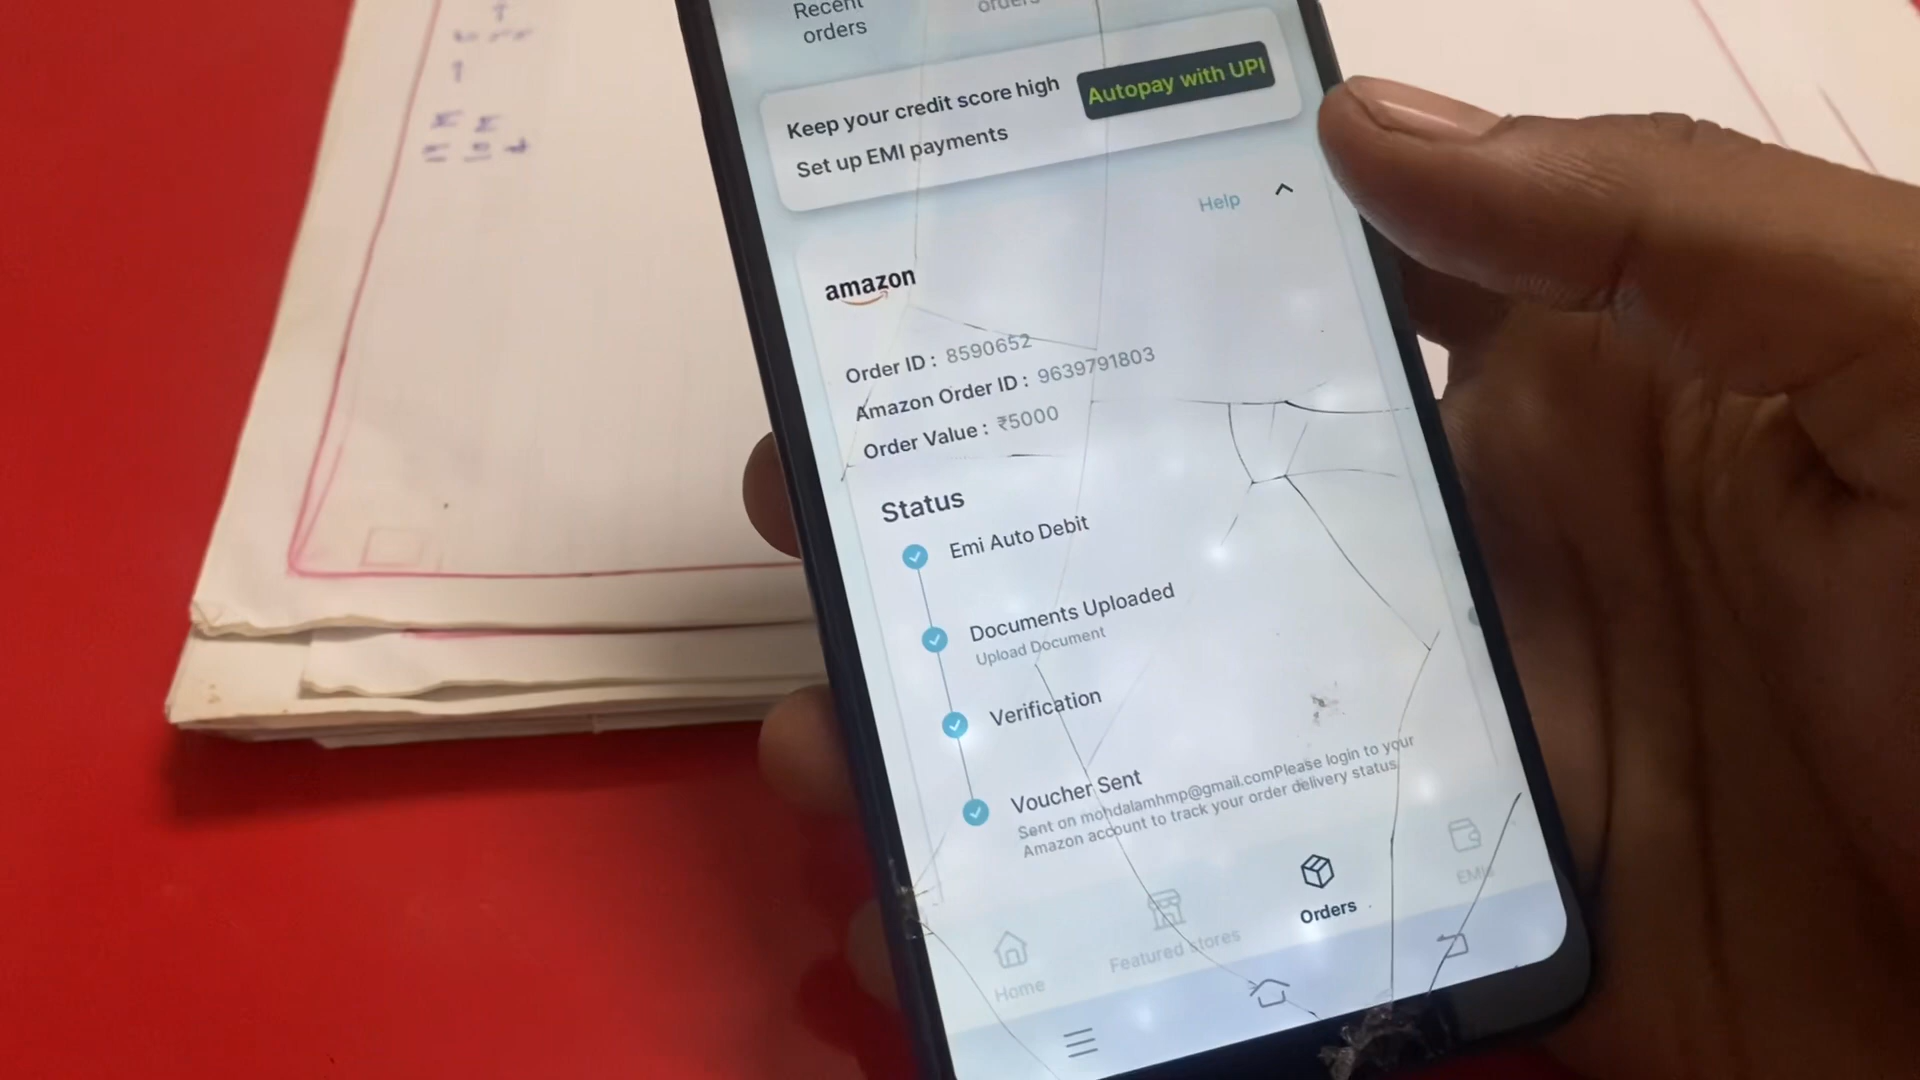 Recent
orders
orders
Keep your credit score high
Set up EMI payments
Autopay with UPI
Help
amazon
Order ID : 8590652
Amazon Order ID : 9639791803
Order Value : ₹5000
Status
Emi Auto Debit
Documents Uploaded
Upload Document
Verification
Voucher Sent
Sent on mohdalamhmp@gmail.comPlease login to your
Amazon account to track your order delivery status
Home
Featured Stores
Orders
EMIs